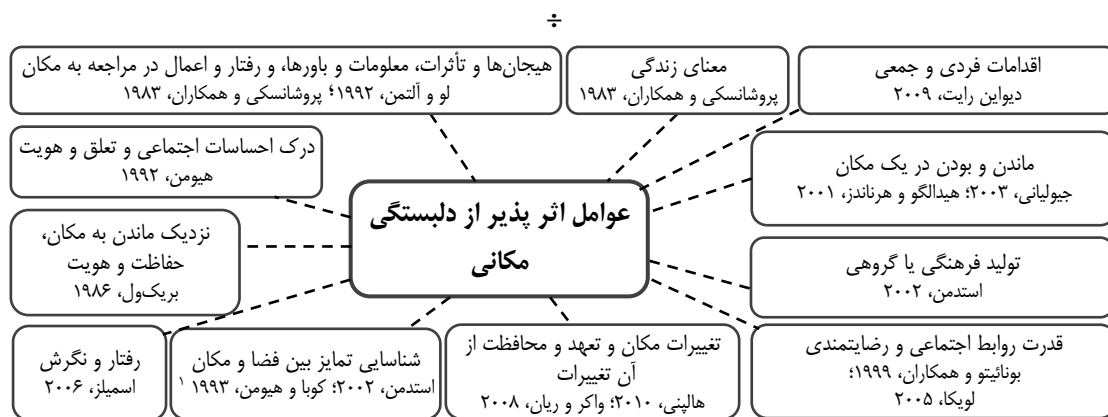 ÷
اقدامات فردی و جمعی
دیواین رایت، ۲۰۰۹
معنای زندگی
پروشانسکی و همکاران، ۱۹۸۳
هیجان‌ها و تأثرات، معلومات و باورها، و رفتار و اعمال در مراجعه به مکان
لو و آلتمن، ۱۹۹۲؛ پروشانسکی و همکاران، ۱۹۸۳
ماندن و بودن در یک مکان
جیولیانی، ۲۰۰۳؛ هیدالگو و هرناندز، ۲۰۰۱
درک احساسات اجتماعی و تعلق و هویت
هیومن، ۱۹۹۲
عوامل اثر پذیر از دلبستگی
مکانی
نزدیک ماندن به مکان،
حفاظت و هویت
بریک‌ول، ۱۹۸۶
تولید فرهنگی یا گروهی
استدمن، ۲۰۰۲
قدرت روابط اجتماعی و رضایتمندی
بونائیتو و همکاران، ۱۹۹۹؛
لویکا، ۲۰۰۵
تغییرات مکان و تعهد و محافظت از
آن تغییرات
هالپنی، ۲۰۱۰؛ واکر و ریان، ۲۰۰۸
شناسایی تمایز بین فضا و مکان
استدمن، ۲۰۰۲؛ کوبا و هیومن، ۱۹۹۳ ۱
رفتار و نگرش
اسمیلز، ۲۰۰۶